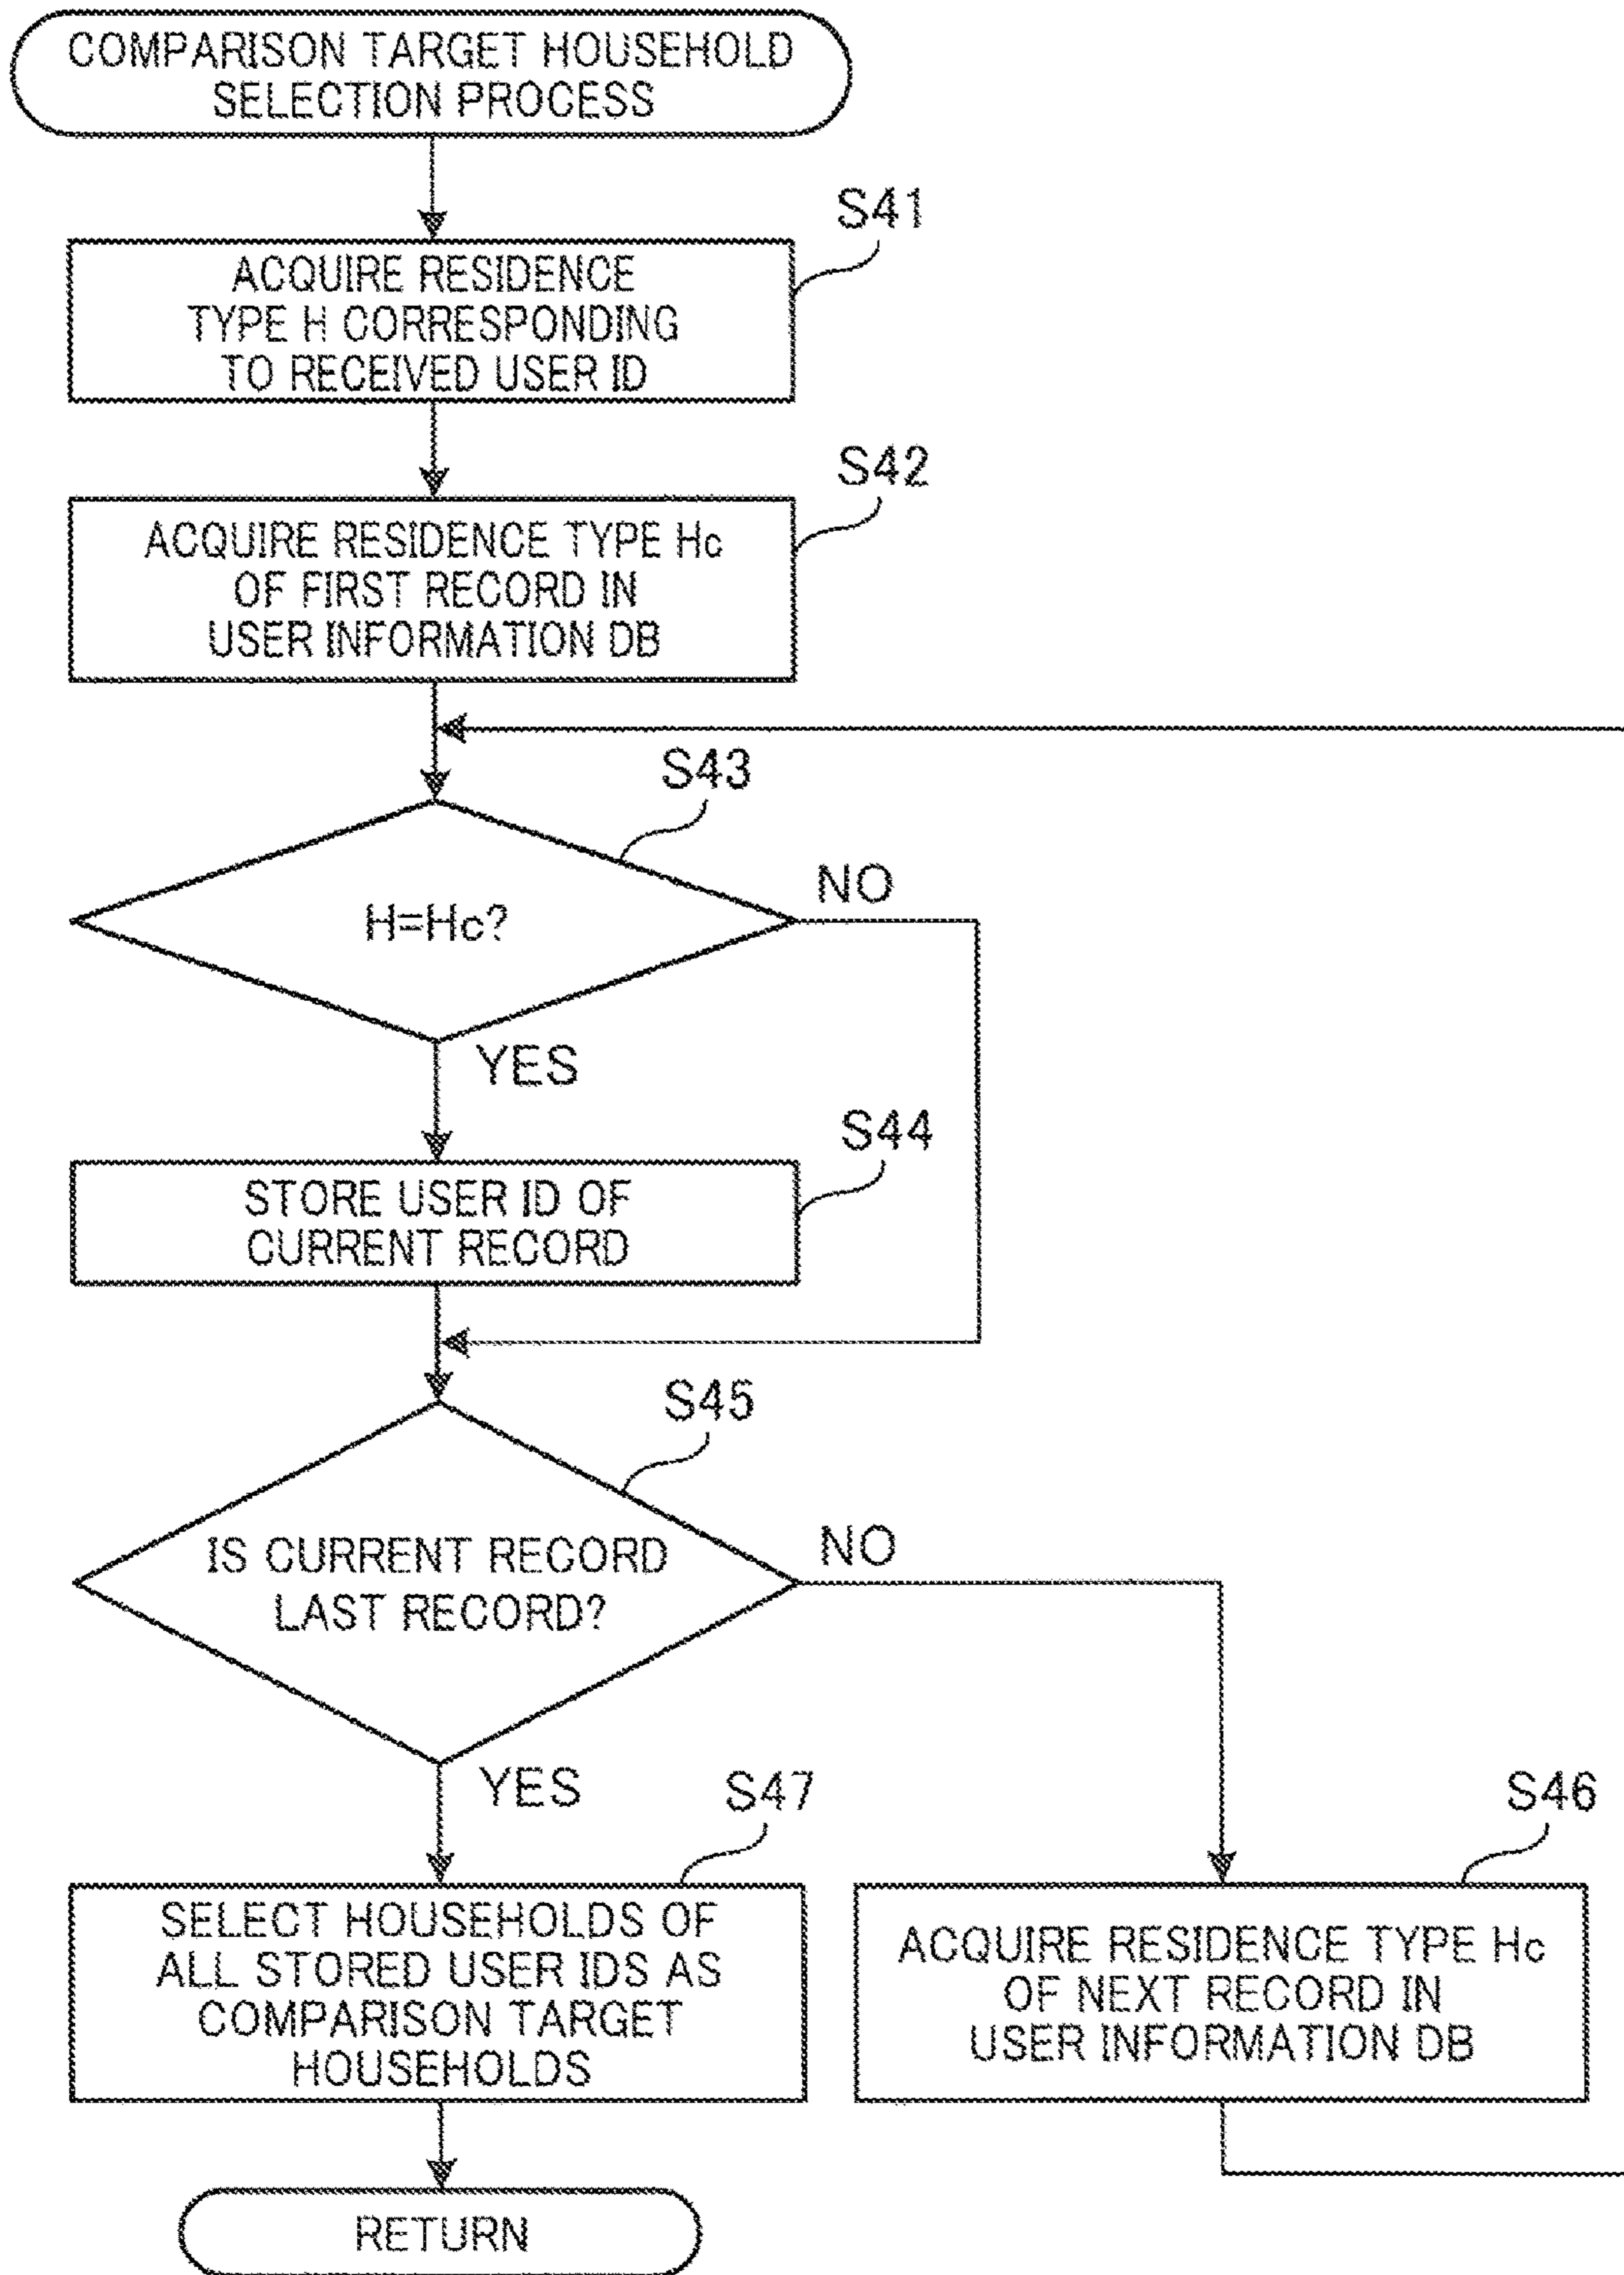 COMPARISON TARGET HOUSEHOLD
SELECTION PROCESS
S41
ACQUIRE RESIDENCE
TYPE H CORRESPONDING
TO RECEIVED USER ID
S42
ACQUIRE RESIDENCE TYPE Hc
OF FIRST RECORD IN
USER INFORMATION DB
S43
H=Hc?
NO
YES
S44
STORE USER ID OF
CURRENT RECORD
S45
IS CURRENT RECORD
LAST RECORD?
NO
YES
S47
SELECT HOUSEHOLDS OF
ALL STORED USER IDS AS
COMPARISON TARGET
HOUSEHOLDS
S46
ACQUIRE RESIDENCE TYPE Hc
OF NEXT RECORD IN
USER INFORMATION DB
RETURN